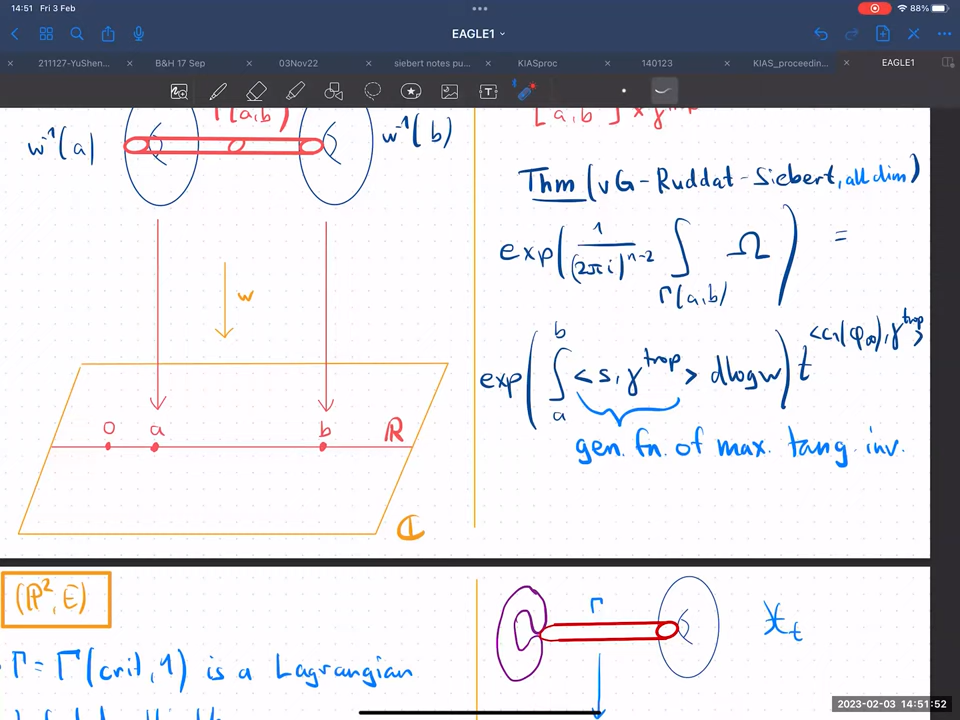 14:51 Fri 3 Feb
88%
EAGLE1
211127-YuShen...
B&H 17 Sep
03Nov22
siebert notes pu...
KIASproc
140123
KIAS_proceedin...
EAGLE1
Γ(a,b)
w⁻¹(a)
w⁻¹(b)
w
0 a b ℝ
ℂ
[a,b] × γ^trop
Thm (vG-Ruddat-Siebert, all dim)
exp( 1/(2πi)^{n-2} ∫_{Γ(a,b)} Ω ) =
exp( ∫_a^b <s, γ^trop> dlog w ) t^{<c₁(φ_∞), γ^trop>}
gen. fn. of max. tang. inv.
(ℙ², E)
Γ = Γ(crit, 1) is a Lagrangian
Γ
𝔛_t
2023-02-03 14:51:52